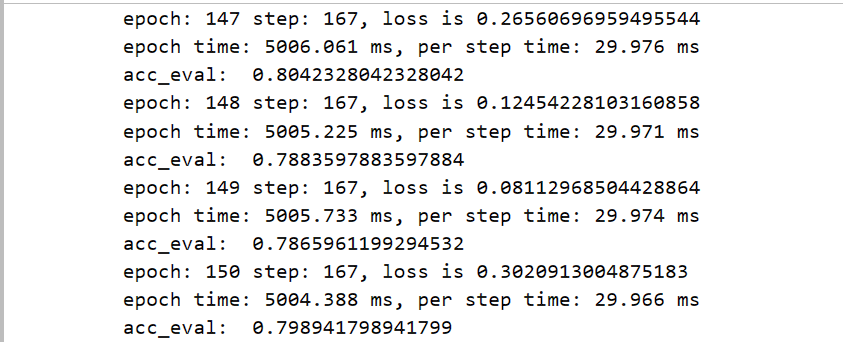 epoch: 147 step: 167, loss is 0.26560696959495544
epoch time: 5006.061 ms, per step time: 29.976 ms
acc_eval:  0.8042328042328042
epoch: 148 step: 167, loss is 0.12454228103160858
epoch time: 5005.225 ms, per step time: 29.971 ms
acc_eval:  0.7883597883597884
epoch: 149 step: 167, loss is 0.08112968504428864
epoch time: 5005.733 ms, per step time: 29.974 ms
acc_eval:  0.7865961199294532
epoch: 150 step: 167, loss is 0.3020913004875183
epoch time: 5004.388 ms, per step time: 29.966 ms
acc_eval:  0.798941798941799